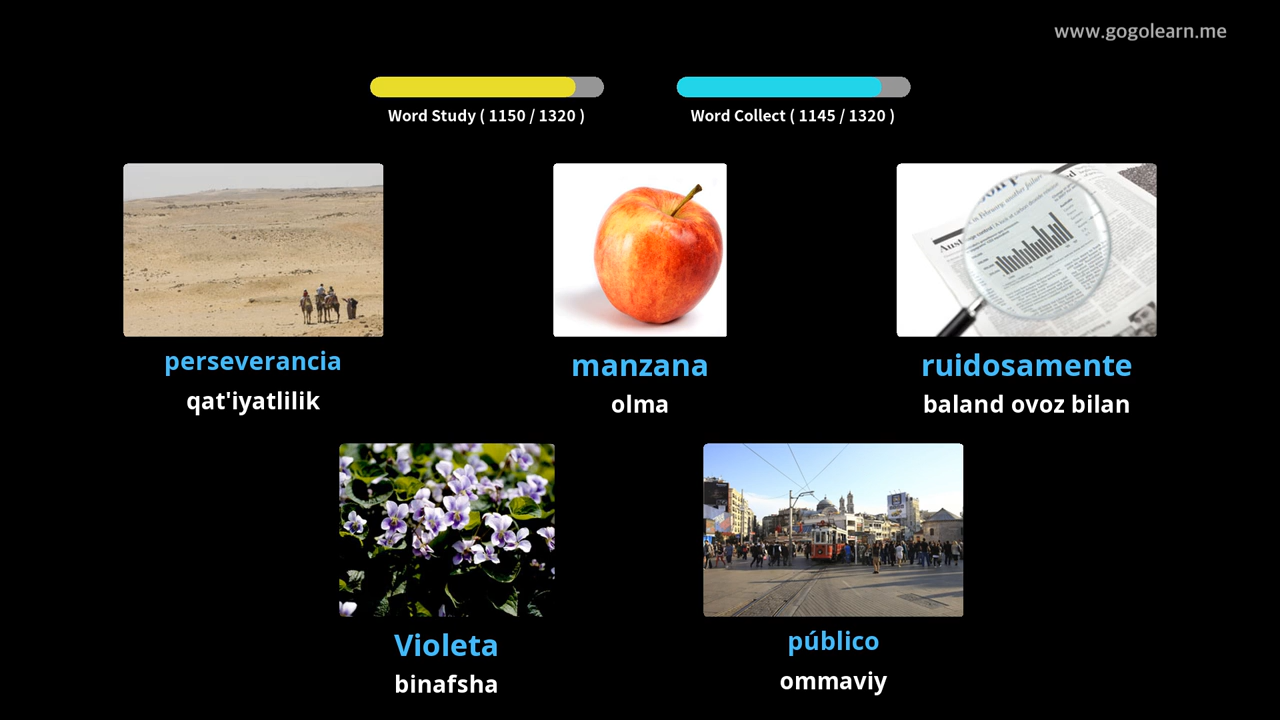 www.gogolearn.me
Word Study ( 1150 / 1320 )
Word Collect ( 1145 / 1320 )
perseverancia
qat'iyatlilik
manzana
olma
ruidosamente
baland ovoz bilan
Violeta
binafsha
público
ommaviy